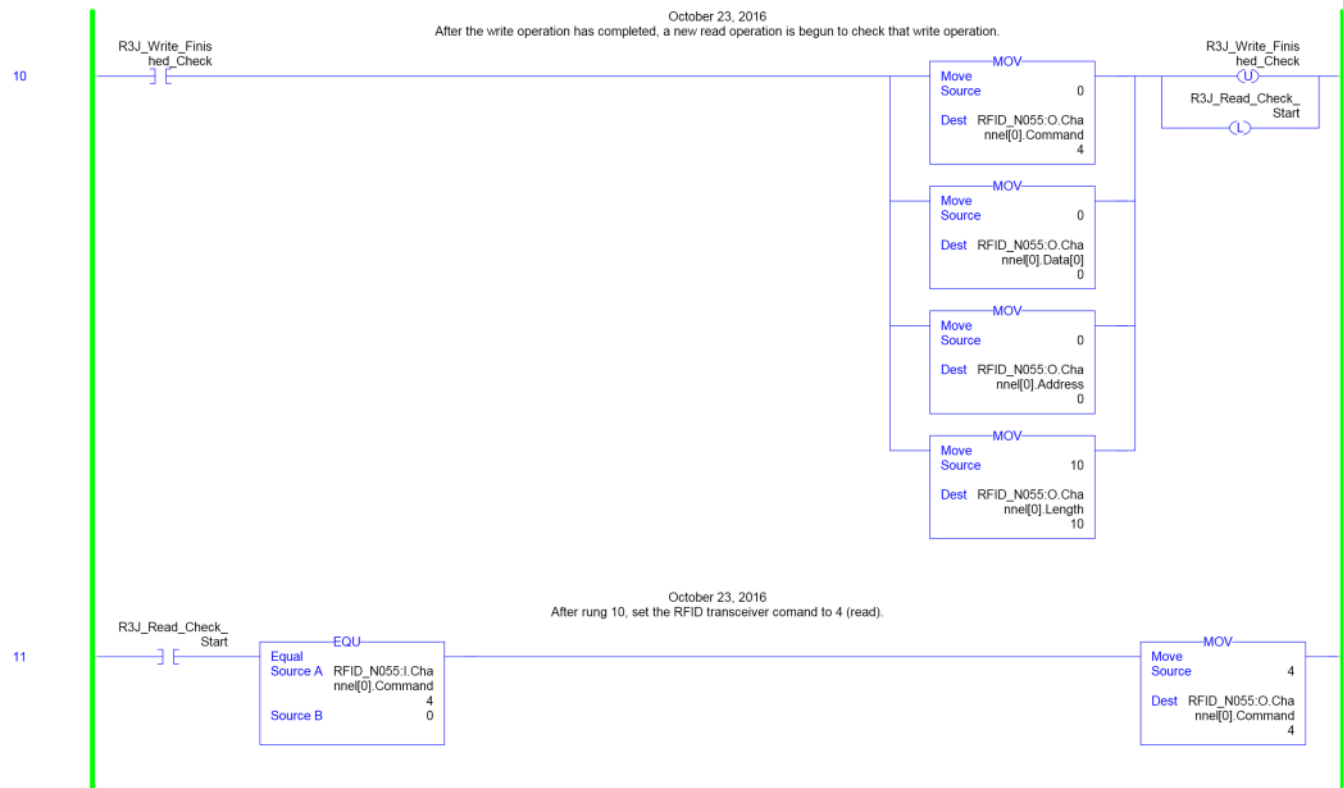 October 23, 2016
After the write operation has completed, a new read operation is begun to check that write operation.
10
R3J_Write_Finis
hed_Check
MOV
Move
Source 0
Dest RFID_N055:O.Cha
nnel[0].Command
4
MOV
Move
Source 0
Dest RFID_N055:O.Cha
nnel[0].Data[0]
0
MOV
Move
Source 0
Dest RFID_N055:O.Cha
nnel[0].Address
0
MOV
Move
Source 10
Dest RFID_N055:O.Cha
nnel[0].Length
10
R3J_Write_Finis
hed_Check
U
R3J_Read_Check_
Start
L
October 23, 2016
After rung 10, set the RFID transceiver comand to 4 (read).
11
R3J_Read_Check_
Start
EQU
Equal
Source A RFID_N055:I.Cha
nnel[0].Command
4
Source B 0
MOV
Move
Source 4
Dest RFID_N055:O.Cha
nnel[0].Command
4